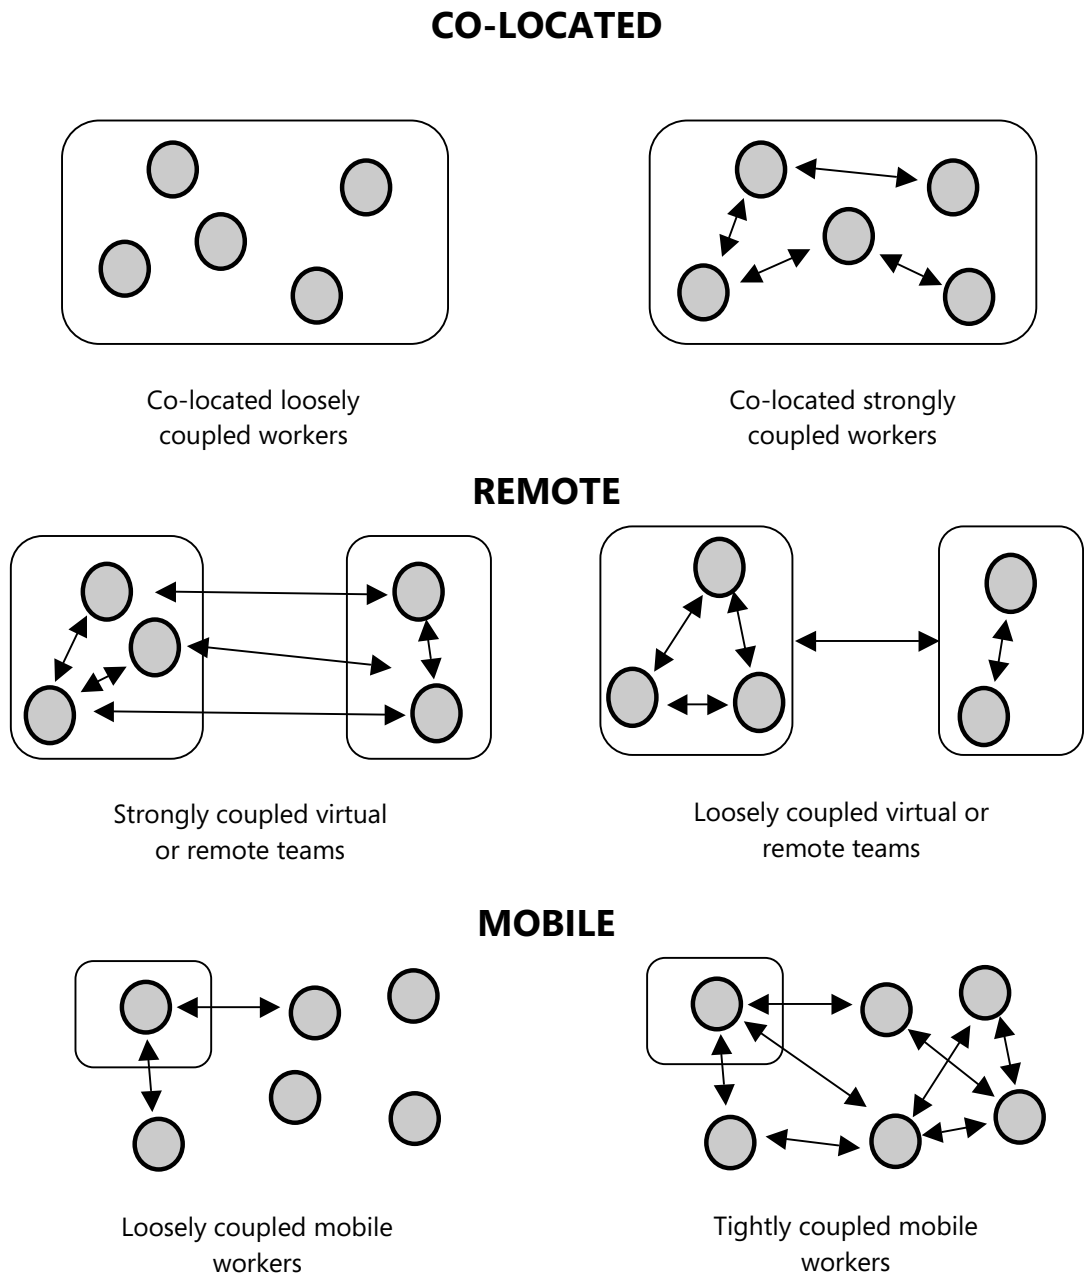 CO-LOCATED
Co-located loosely
coupled workers
Co-located strongly
coupled workers
REMOTE
Strongly coupled virtual
or remote teams
Loosely coupled virtual or
remote teams
MOBILE
Loosely coupled mobile
workers
Tightly coupled mobile
workers